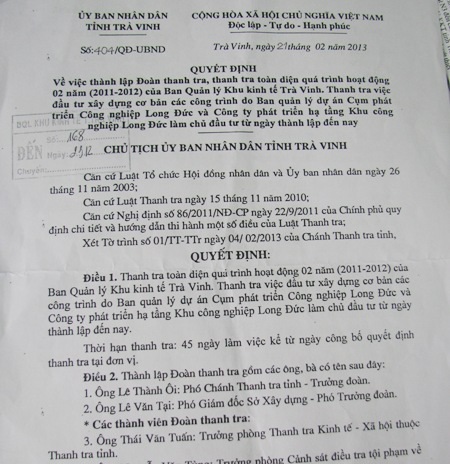 ỦY BAN NHÂN DÂN
TỈNH TRÀ VINH
CỘNG HÒA XÃ HỘI CHỦ NGHĨA VIỆT NAM
Độc lập - Tự do - Hạnh phúc
Số:404/QĐ-UBND
Trà Vinh, ngày 21 tháng 02 năm 2013
QUYẾT ĐỊNH
Về việc thành lập Đoàn thanh tra, thanh tra toàn diện quá trình hoạt động
02 năm (2011-2012) của Ban Quản lý Khu kinh tế Trà Vinh. Thanh tra việc
đầu tư xây dựng cơ bản các công trình do Ban quản lý dự án Cụm phát
triển Công nghiệp Long Đức và Công ty phát triển hạ tầng Khu công
nghiệp Long Đức làm chủ đầu tư từ ngày thành lập đến nay
BQL KHU KINH TẾ
ĐẾN
Số: 168
Ngày:
Chuyển:
CHỦ TỊCH ỦY BAN NHÂN DÂN TỈNH TRÀ VINH
Căn cứ Luật Tổ chức Hội đồng nhân dân và Ủy ban nhân dân ngày 26
tháng 11 năm 2003;
Căn cứ Luật Thanh tra ngày 15 tháng 11 năm 2010;
Căn cứ Nghị định số 86/2011/NĐ-CP ngày 22/9/2011 của Chính phủ quy
định chi tiết và hướng dẫn thi hành một số điều của Luật Thanh tra;
Xét Tờ trình số 01/TT-TTr ngày 04/ 02/2013 của Chánh Thanh tra tỉnh,
QUYẾT ĐỊNH:
Điều 1. Thanh tra toàn diện qui trình hoạt động 02 năm (2011-2012) của
Ban Quản lý Khu kinh tế Trà Vinh. Thanh tra việc đầu tư xây dựng cơ bản các
công trình do Ban quản lý dự án Cụm phát triển Công nghiệp Long Đức và
Công ty phát triển hạ tầng Khu công nghiệp Long Đức làm chủ đầu tư từ ngày
thành lập đến nay.
Thời hạn thanh tra: 45 ngày làm việc kể từ ngày công bố quyết định
thanh tra tại đơn vị.
Điều 2. Thành lập Đoàn thanh tra gồm các ông, bà có tên sau đây:
1. Ông Lê Thành Ôi: Phó Chánh Thanh tra tỉnh - Trưởng đoàn.
2. Ông Lê Văn Tại: Phó Giám đốc Sở Xây dựng - Phó Trưởng đoàn.
* Các thành viên Đoàn thanh tra:
3. Ông Thái Văn Tuấn: Trưởng phòng Thanh tra Kinh tế - Xã hội thuộc
Thanh tra tỉnh.
Trưởng phòng Cảnh sát điều tra tội phạm về